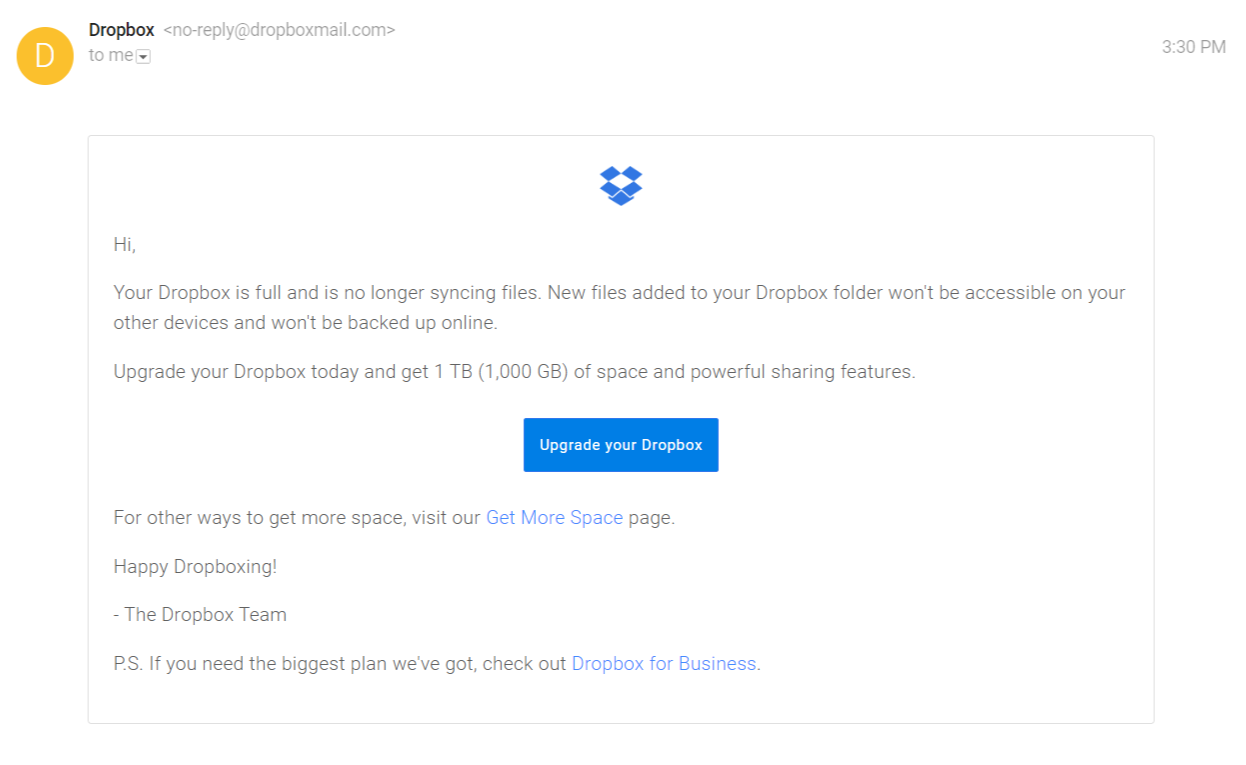 Dropbox <no-reply@dropboxmail.com>
to me
3:30 PM
D
Hi,
Your Dropbox is full and is no longer syncing files. New files added to your Dropbox folder won't be accessible on your
other devices and won't be backed up online.
Upgrade your Dropbox today and get 1 TB (1,000 GB) of space and powerful sharing features.
Upgrade your Dropbox
For other ways to get more space, visit our Get More Space page.
Happy Dropboxing!
- The Dropbox Team
P.S. If you need the biggest plan we've got, check out Dropbox for Business.